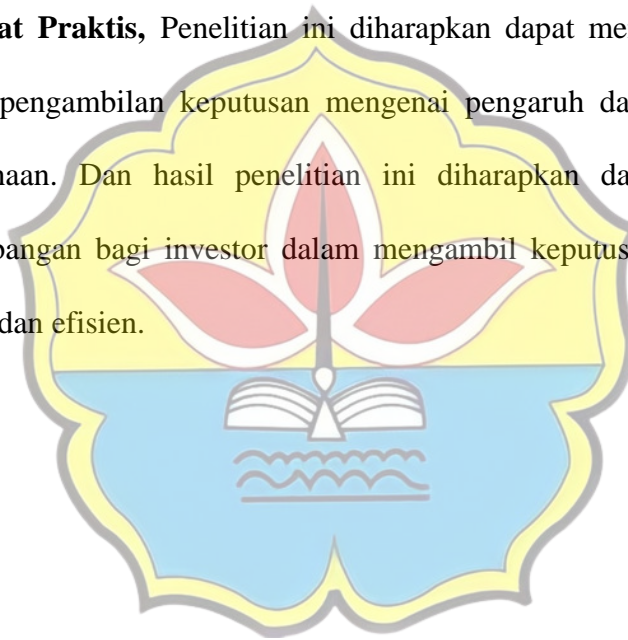 at Praktis, Penelitian ini diharapkan dapat me
pengambilan keputusan mengenai pengaruh da
naan. Dan hasil penelitian ini diharapkan da
bangan bagi investor dalam mengambil keputus
dan efisien.